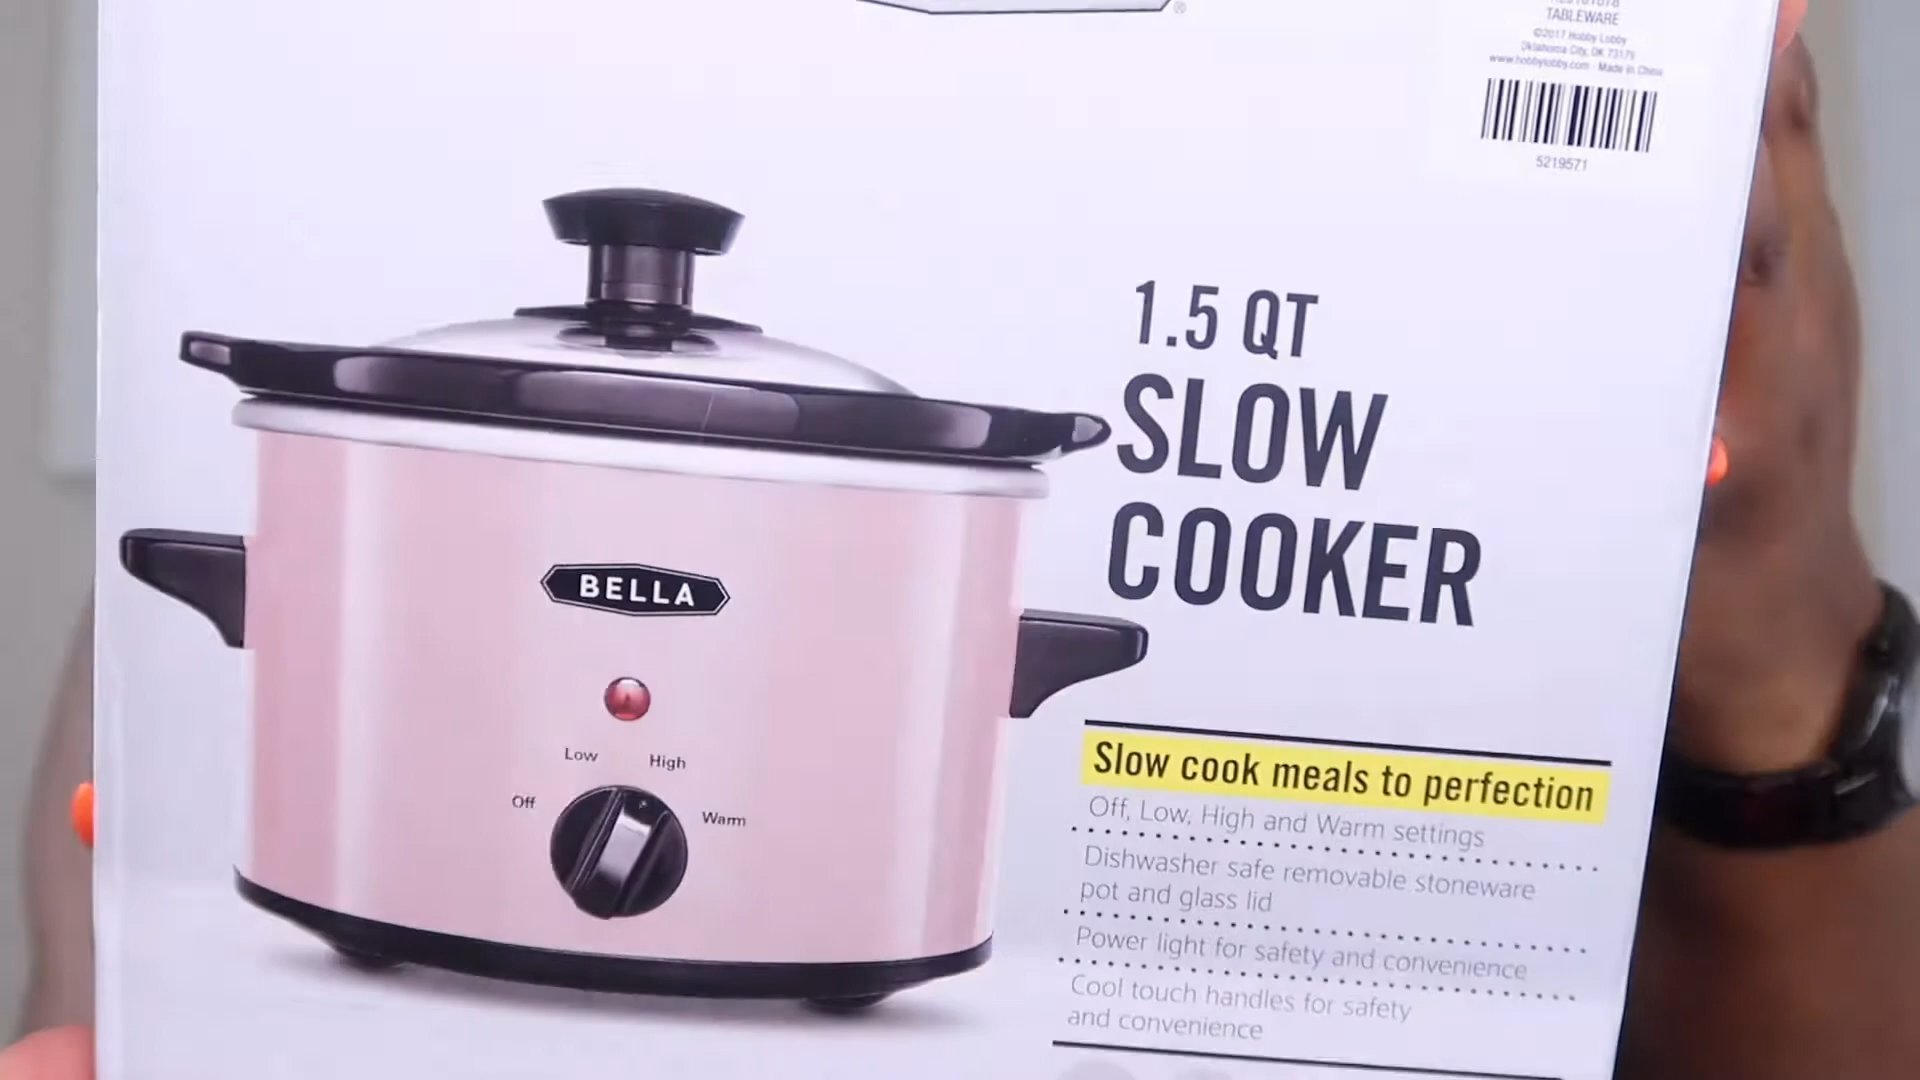 TABLEWARE
©2017 Hobby Lobby
Oklahoma City, OK 73179
www.hobbylobby.com Made in China
5219571
1.5 QT
SLOW
COOKER
BELLA
Low High
Off Warm
Slow cook meals to perfection
Off, Low, High and Warm settings
Dishwasher safe removable stoneware
pot and glass lid
Power light for safety and convenience
Cool touch handles for safety
and convenience